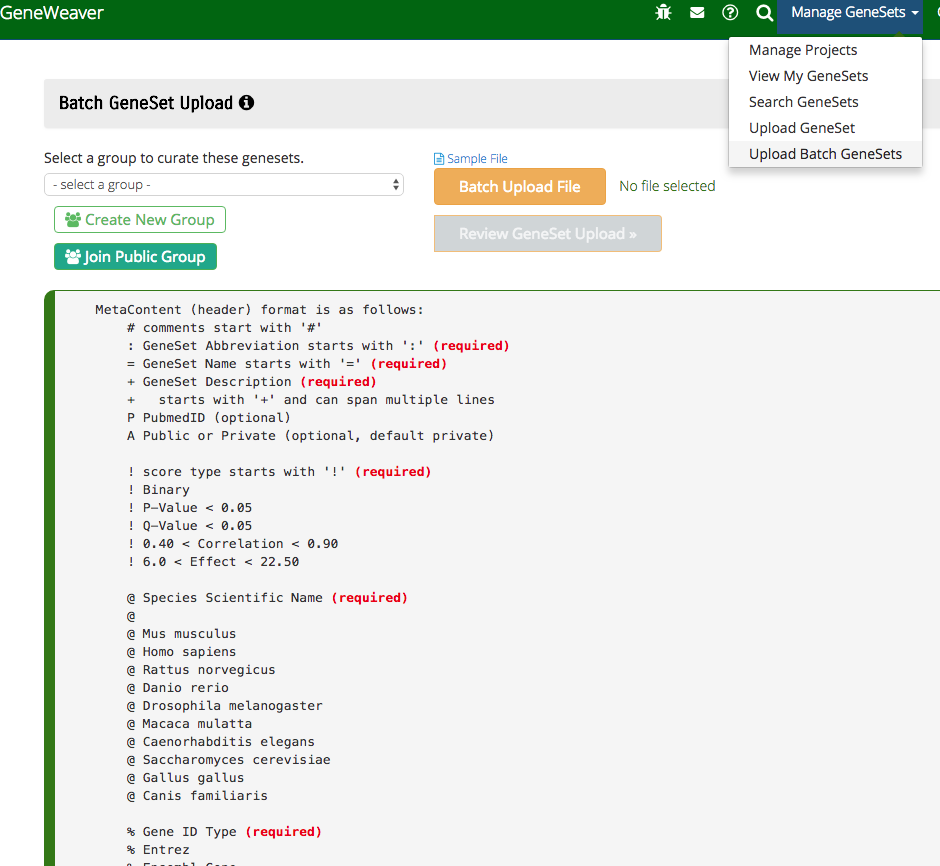 GeneWeaver
Manage GeneSets
Manage Projects
View My GeneSets
Search GeneSets
Upload GeneSet
Upload Batch GeneSets
Batch GeneSet Upload
Select a group to curate these genesets.
- select a group -
Create New Group
Join Public Group
Sample File
Batch Upload File
No file selected
Review GeneSet Upload »
MetaContent (header) format is as follows:
# comments start with '#'
: GeneSet Abbreviation starts with ':' (required)
= GeneSet Name starts with '=' (required)
+ GeneSet Description (required)
+   starts with '+' and can span multiple lines
P PubmedID (optional)
A Public or Private (optional, default private)
! score type starts with '!' (required)
! Binary
! P-Value < 0.05
! Q-Value < 0.05
! 0.40 < Correlation < 0.90
! 6.0 < Effect < 22.50
@ Species Scientific Name (required)
@
@ Mus musculus
@ Homo sapiens
@ Rattus norvegicus
@ Danio rerio
@ Drosophila melanogaster
@ Macaca mulatta
@ Caenorhabditis elegans
@ Saccharomyces cerevisiae
@ Gallus gallus
@ Canis familiaris
% Gene ID Type (required)
% Entrez